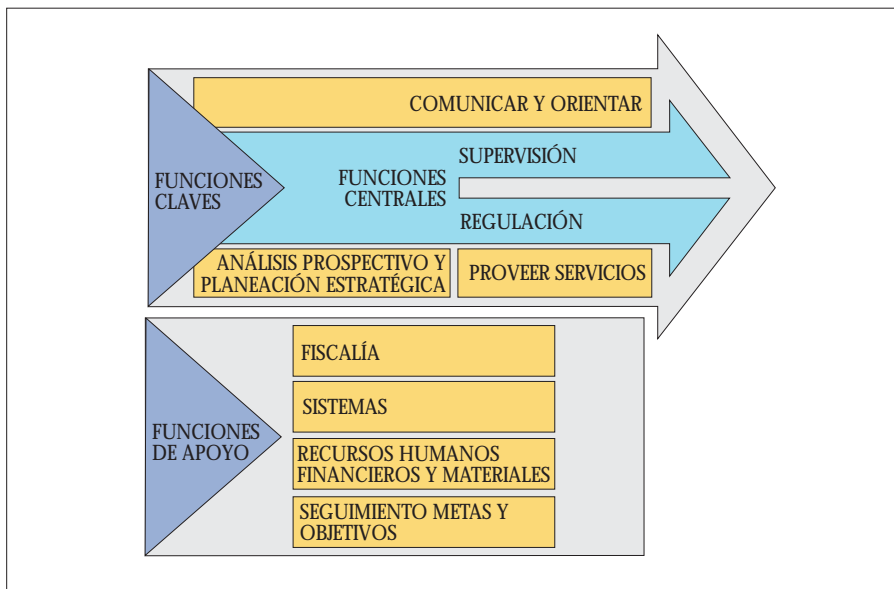 COMUNICAR Y ORIENTAR
SUPERVISIÓN
FUNCIONES
CLAVES
FUNCIONES
CENTRALES
REGULACIÓN
ANÁLISIS PROSPECTIVO Y
PLANEACIÓN ESTRATÉGICA
PROVEER SERVICIOS
FUNCIONES
DE APOYO
FISCALÍA
SISTEMAS
RECURSOS HUMANOS
FINANCIEROS Y MATERIALES
SEGUIMIENTO METAS Y
OBJETIVOS